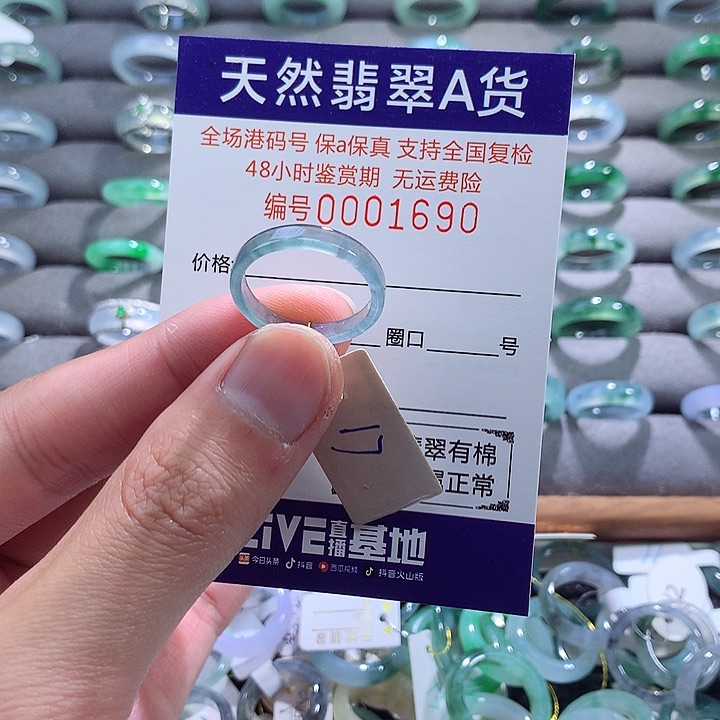 天然翡翠A货
全场港码号 保a保真 支持全国复检
48小时鉴赏期 无运费险
编号0001690
价格:
圈口 号
翠有棉
正常
LIVE直播基地
今日头条 抖音 西瓜视频 抖音火山版